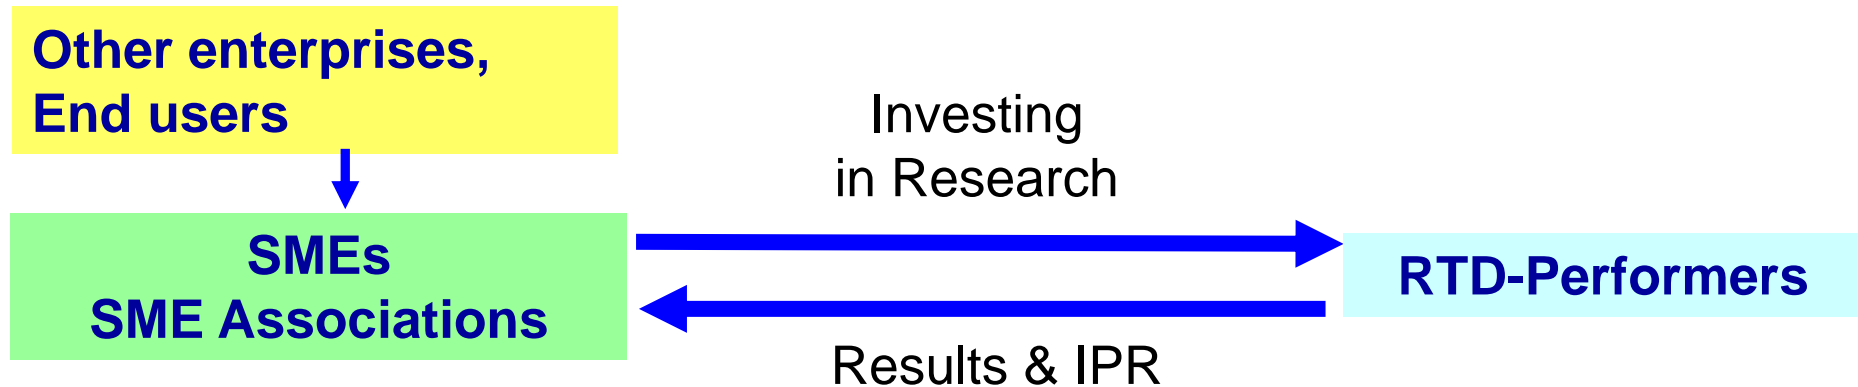 Other enterprises,
End users
Investing
in Research
SMEs
SME Associations
RTD-Performers
Results & IPR